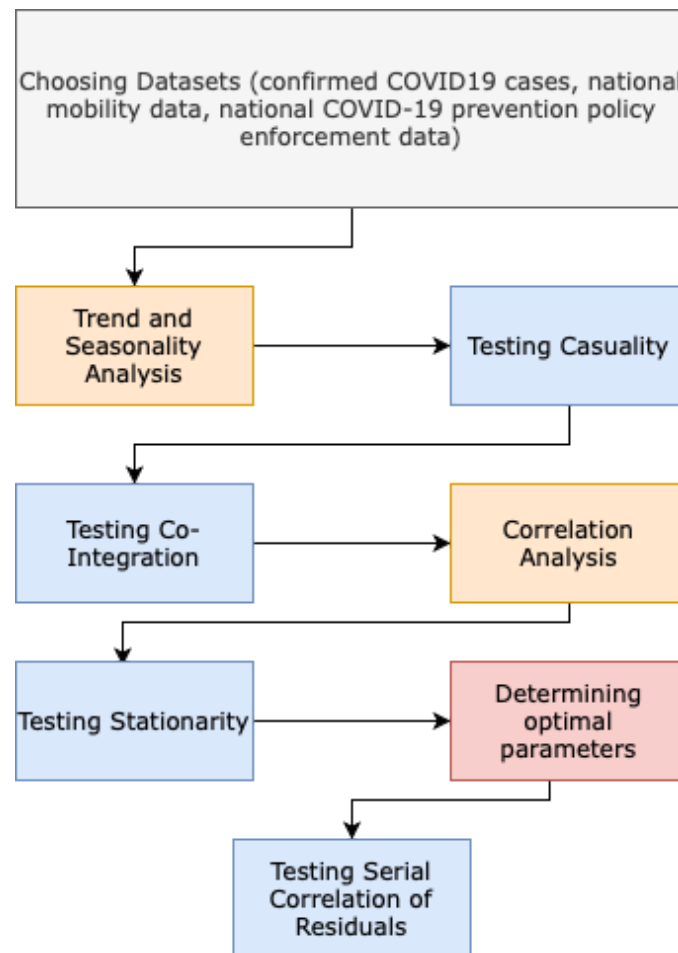 Choosing Datasets (confirmed COVID19 cases, national
mobility data, national COVID-19 prevention policy
enforcement data)
Trend and
Seasonality
Analysis
Testing Casuality
Testing Co-
Integration
Correlation
Analysis
Testing Stationarity
Determining
optimal
parameters
Testing Serial
Correlation of
Residuals